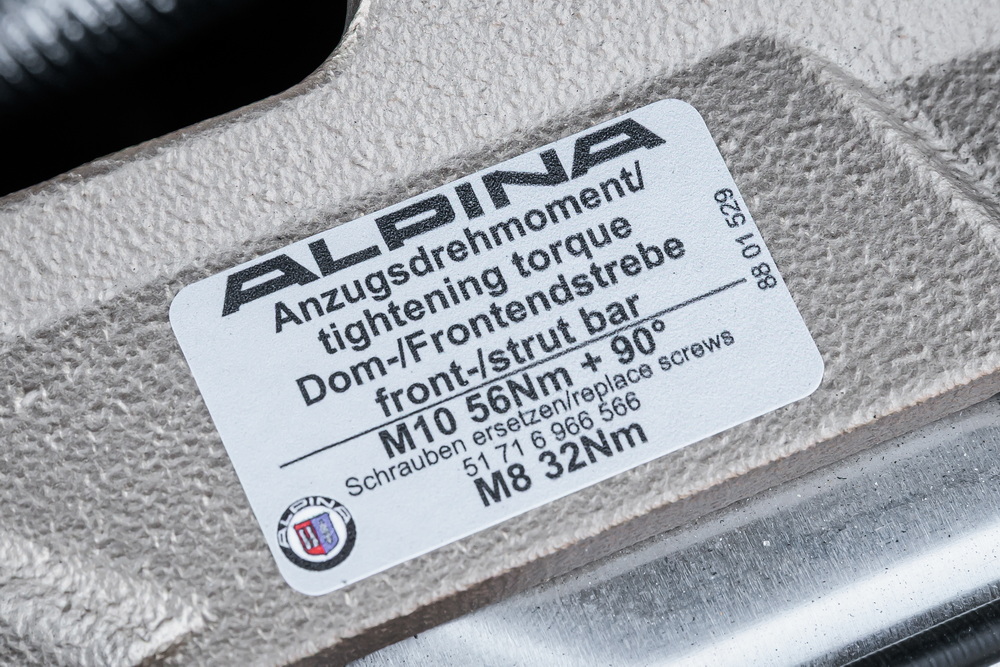 ALPINA
Anzugsdrehmoment/
tightening torque
Dom-/Frontendstrebe
front-/strut bar
M10 56Nm + 90°
Schrauben ersetzen/replace screws
51 71 6 966 566
M8 32Nm
88 01 529
ALPINA